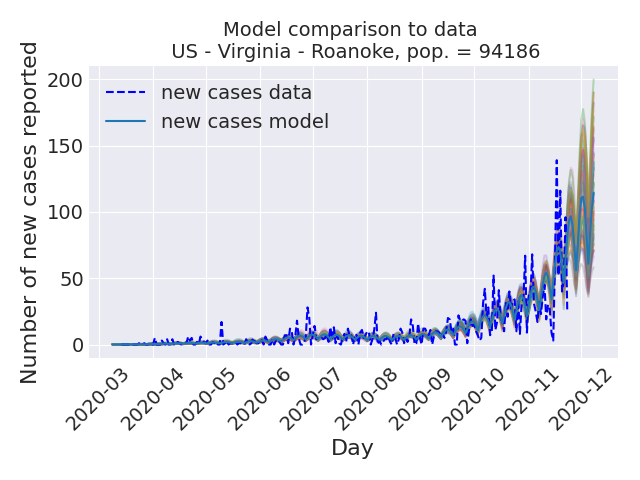 Model comparison to data
US - Virginia - Roanoke, pop. = 94186
Number of new cases reported
200
150
100
50
0
new cases data
new cases model
2020-03
2020-04
2020-05
2020-06
2020-07
2020-08
2020-09
2020-10
2020-11
2020-12
Day